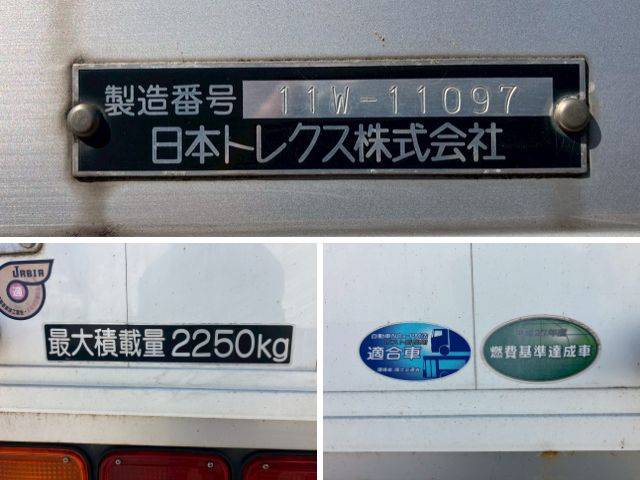 製造番号 11W-11097
日本トレクス株式会社
JABIA
最大積載量 2250kg
適合車
燃費基準達成車